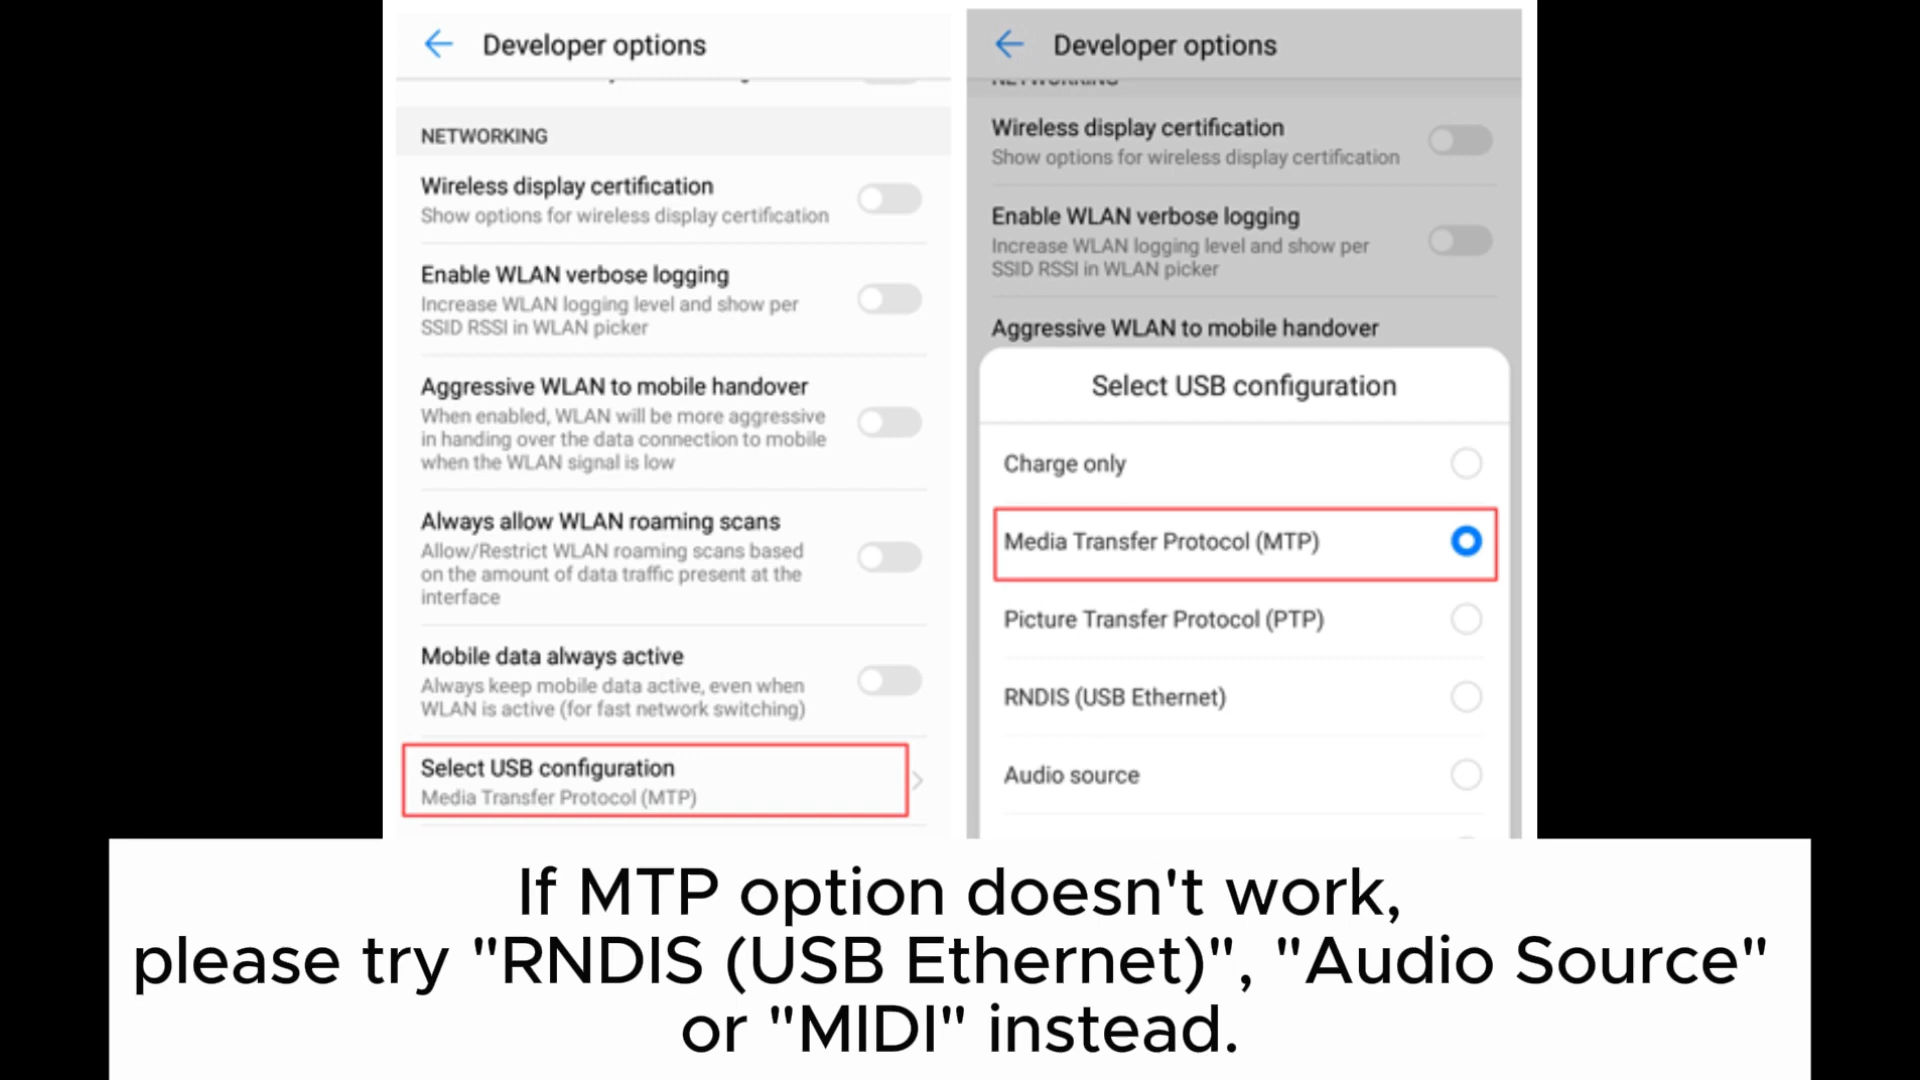 Developer options
NETWORKING
Wireless display certification
Show options for wireless display certification
Enable WLAN verbose logging
Increase WLAN logging level and show per
SSID RSSI in WLAN picker
Aggressive WLAN to mobile handover
When enabled, WLAN will be more aggressive
in handing over the data connection to mobile
when the WLAN signal is low
Always allow WLAN roaming scans
Allow/Restrict WLAN roaming scans based
on the amount of data traffic present at the
interface
Mobile data always active
Always keep mobile data active, even when
WLAN is active (for fast network switching)
Select USB configuration
Media Transfer Protocol (MTP)
Developer options
NETWORKING
Wireless display certification
Show options for wireless display certification
Enable WLAN verbose logging
Increase WLAN logging level and show per
SSID RSSI in WLAN picker
Aggressive WLAN to mobile handover
Select USB configuration
Charge only
Media Transfer Protocol (MTP)
Picture Transfer Protocol (PTP)
RNDIS (USB Ethernet)
Audio source
If MTP option doesn't work,
please try "RNDIS (USB Ethernet)", "Audio Source"
or "MIDI" instead.